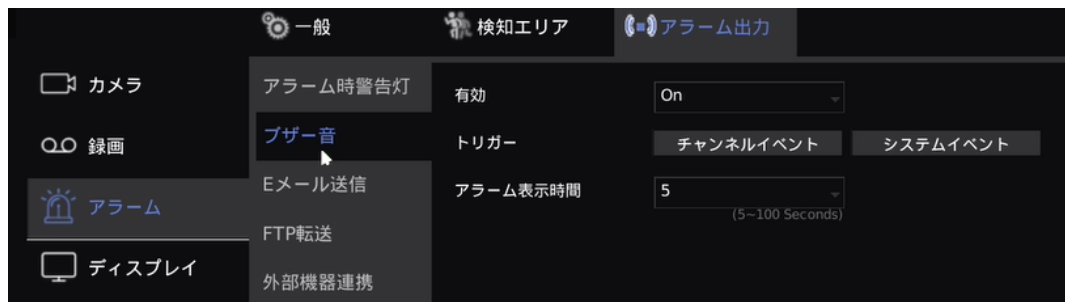 一般
検知エリア
アラーム出力
カメラ
録画
アラーム
ディスプレイ
アラーム時警告灯
ブザー音
Eメール送信
FTP転送
外部機器連携
有効
On
トリガー
チャンネルイベント
システムイベント
アラーム表示時間
5
(5~100 Seconds)